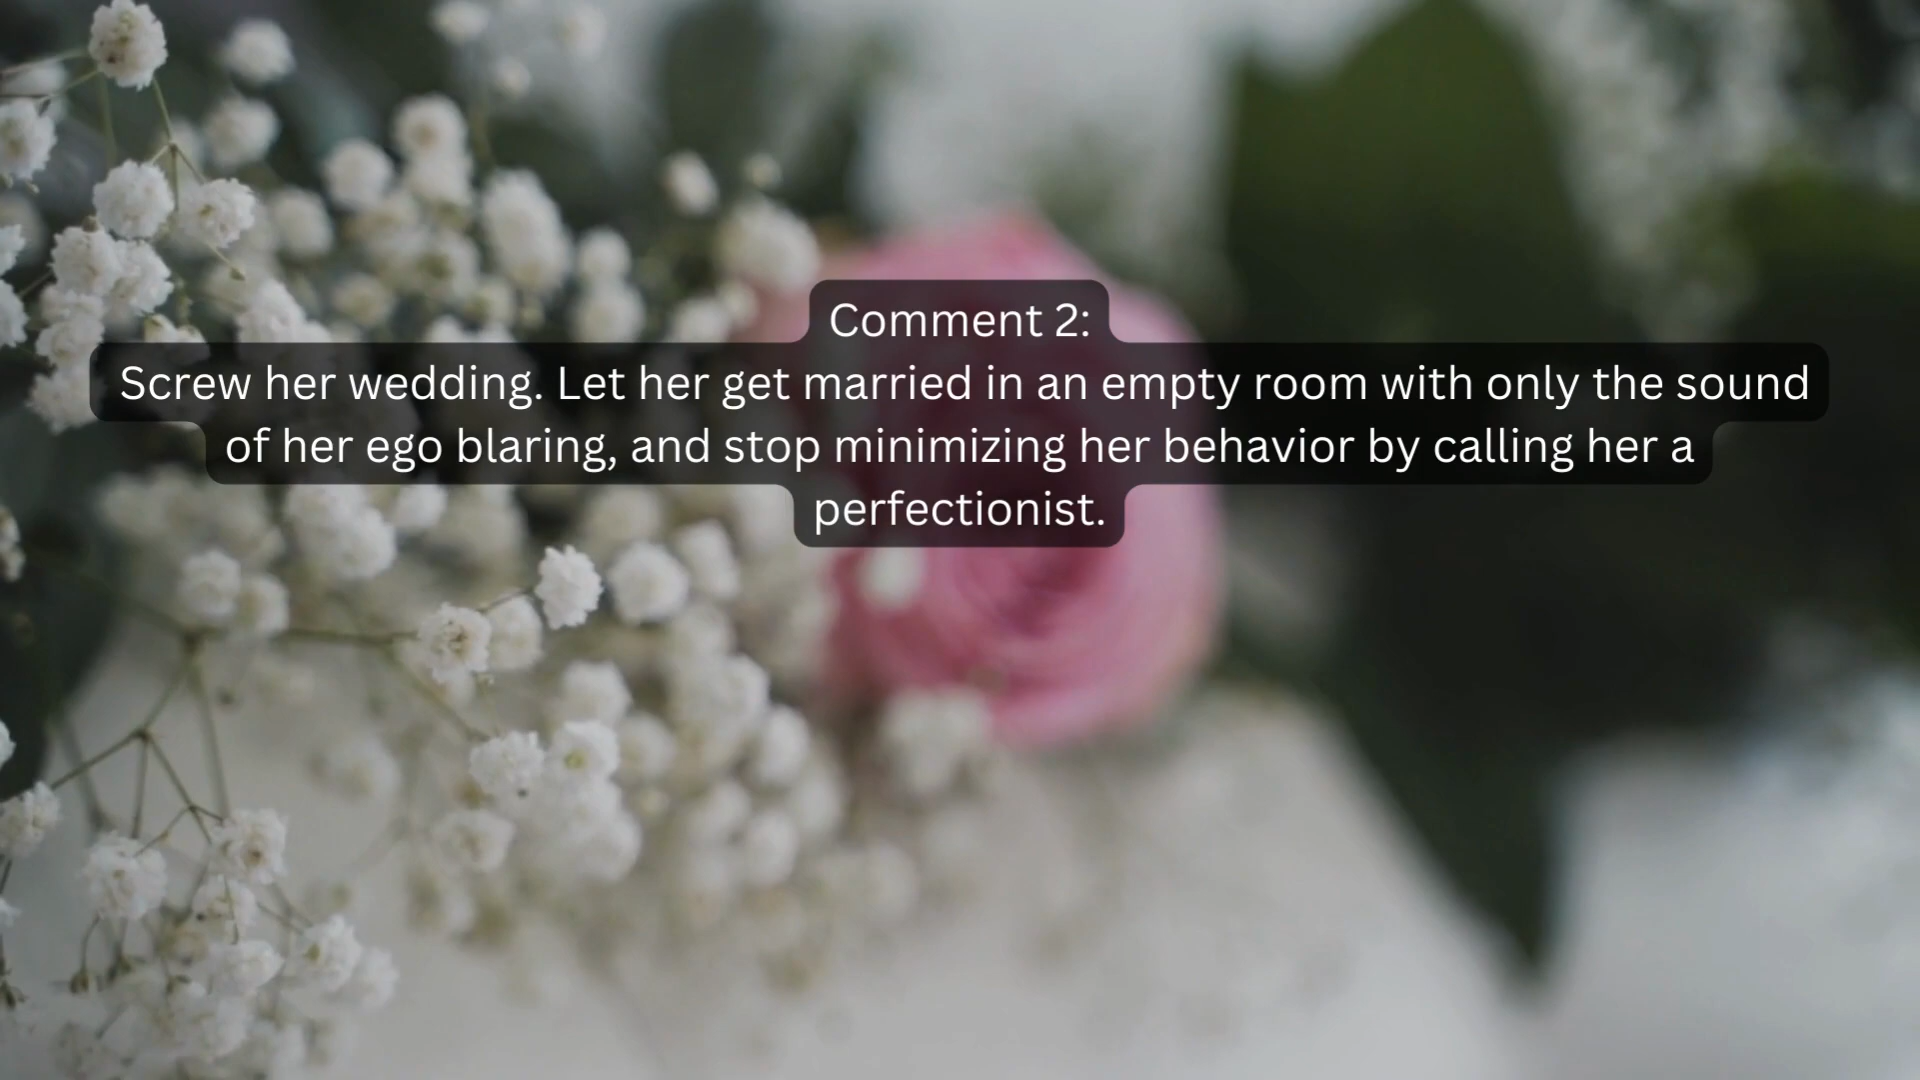 Comment 2:
Screw her wedding. Let her get married in an empty room with only the sound
of her ego blaring, and stop minimizing her behavior by calling her a
perfectionist.